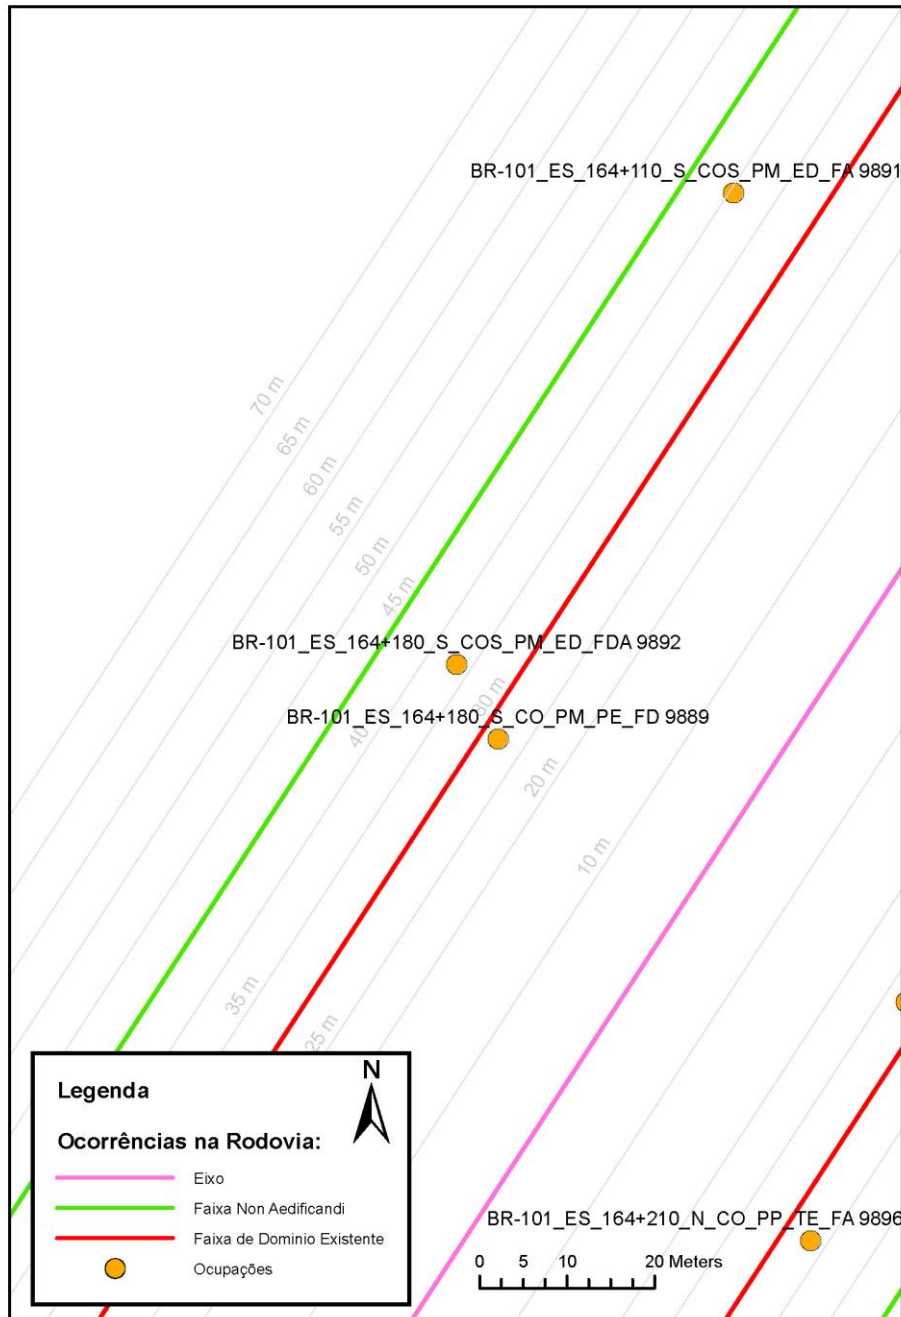 BR-101_ES_164+110_S_COS_PM_ED_FA 9891
70 m
65 m
60 m
55 m
50 m
45 m
BR-101_ES_164+180_S_COS_PM_ED_FDA 9892
30 m
BR-101_ES_164+180_S_CO_PM_PE_FD 9889
40
20 m
10 m
35 m
25 m
Legenda
N
Ocorrências na Rodovia:
Eixo
Faixa Non Aedificandi
Faixa de Dominio Existente
Ocupações
BR-101_ES_164+210_N_CO_PP_TE_FA 9896
0 5 10 20 Meters